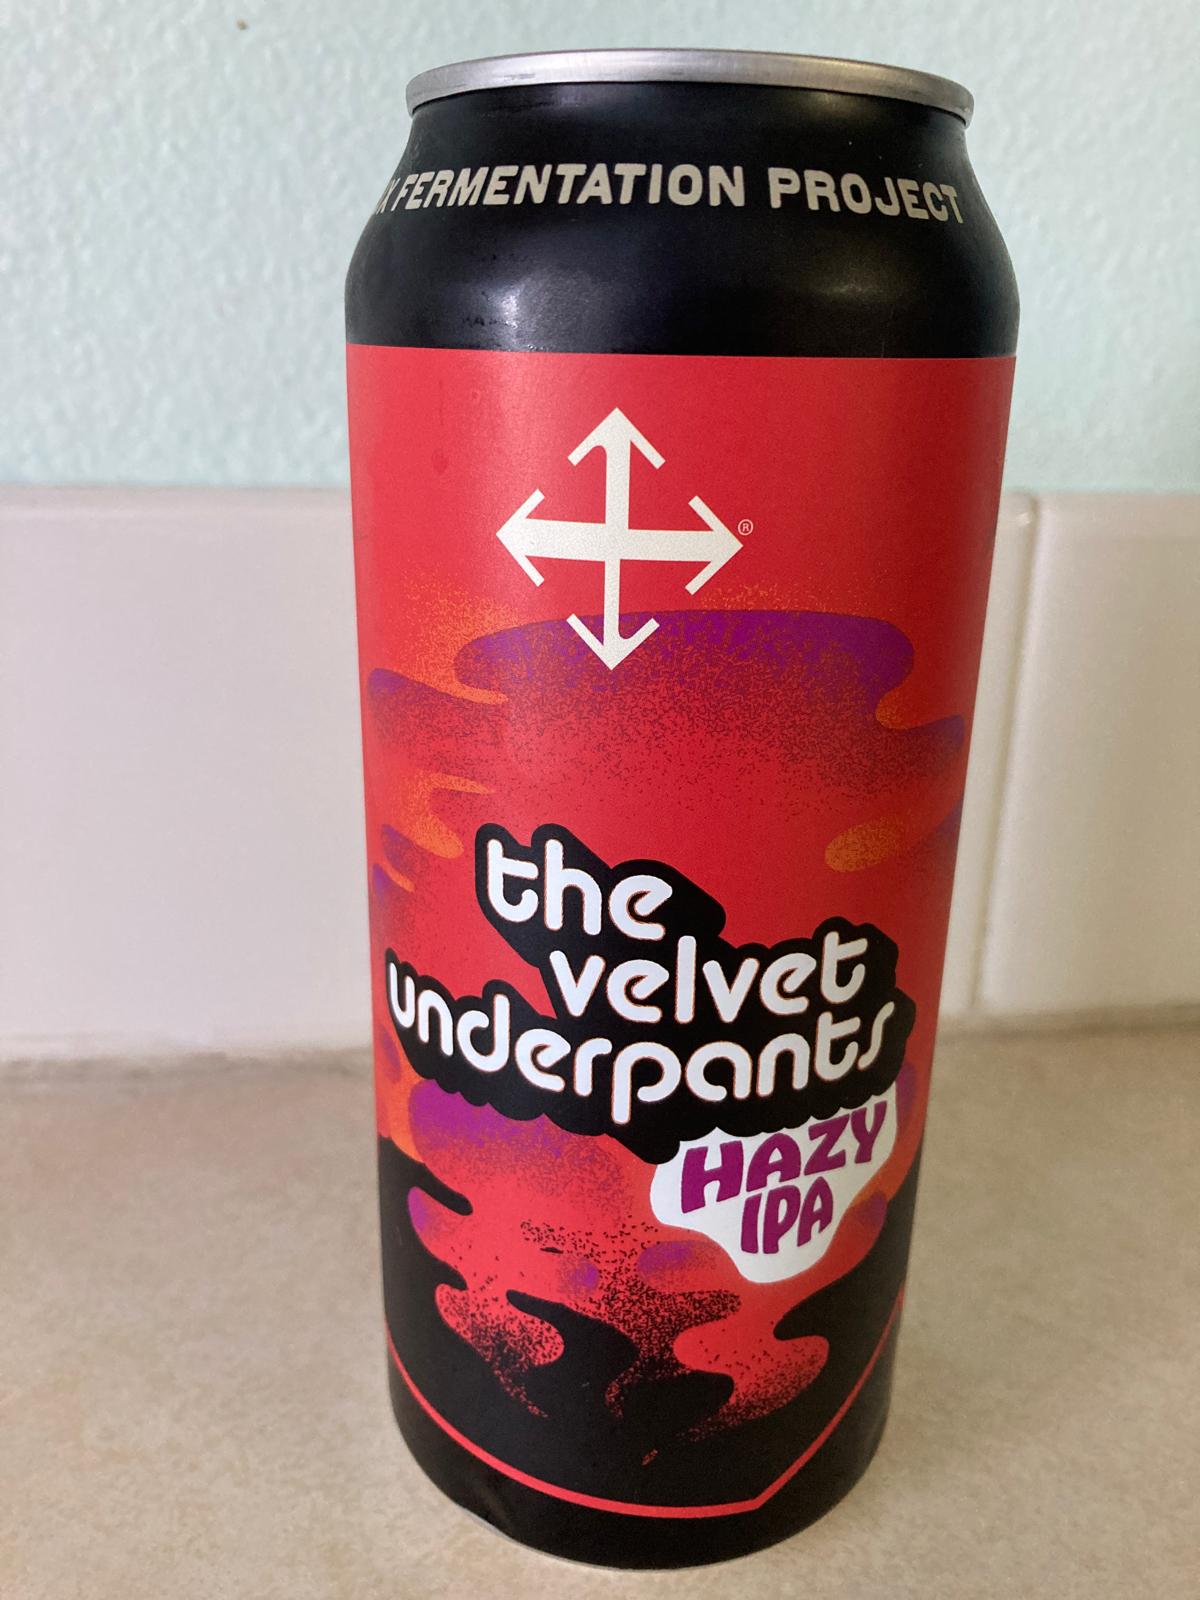 FERMENTATION PROJECT
®
the
velvet
underpants
HAZY
IPA